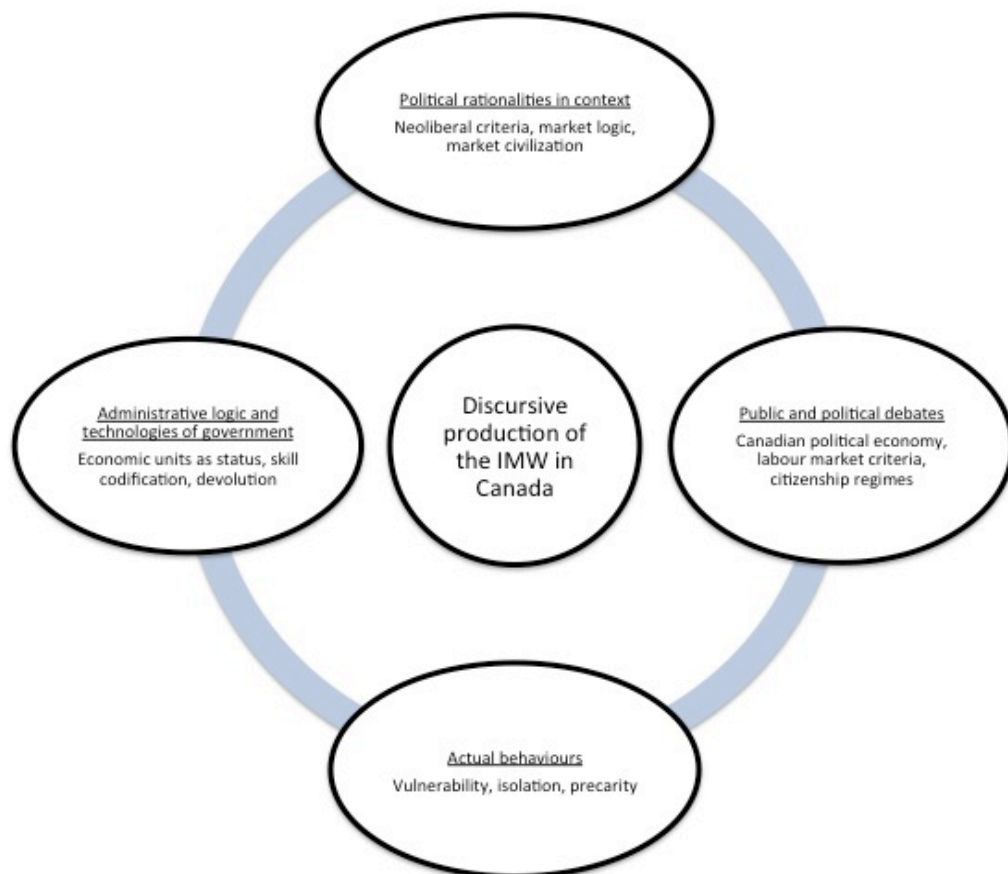 Political rationalities in context
Neoliberal criteria, market logic,
market civilization
Administrative logic and
technologies of government
Economic units as status, skill
codification, devolution
Discursive
production of
the IMW in
Canada
Public and political debates
Canadian political economy,
labour market criteria,
citizenship regimes
Actual behaviours
Vulnerability, isolation, precarity